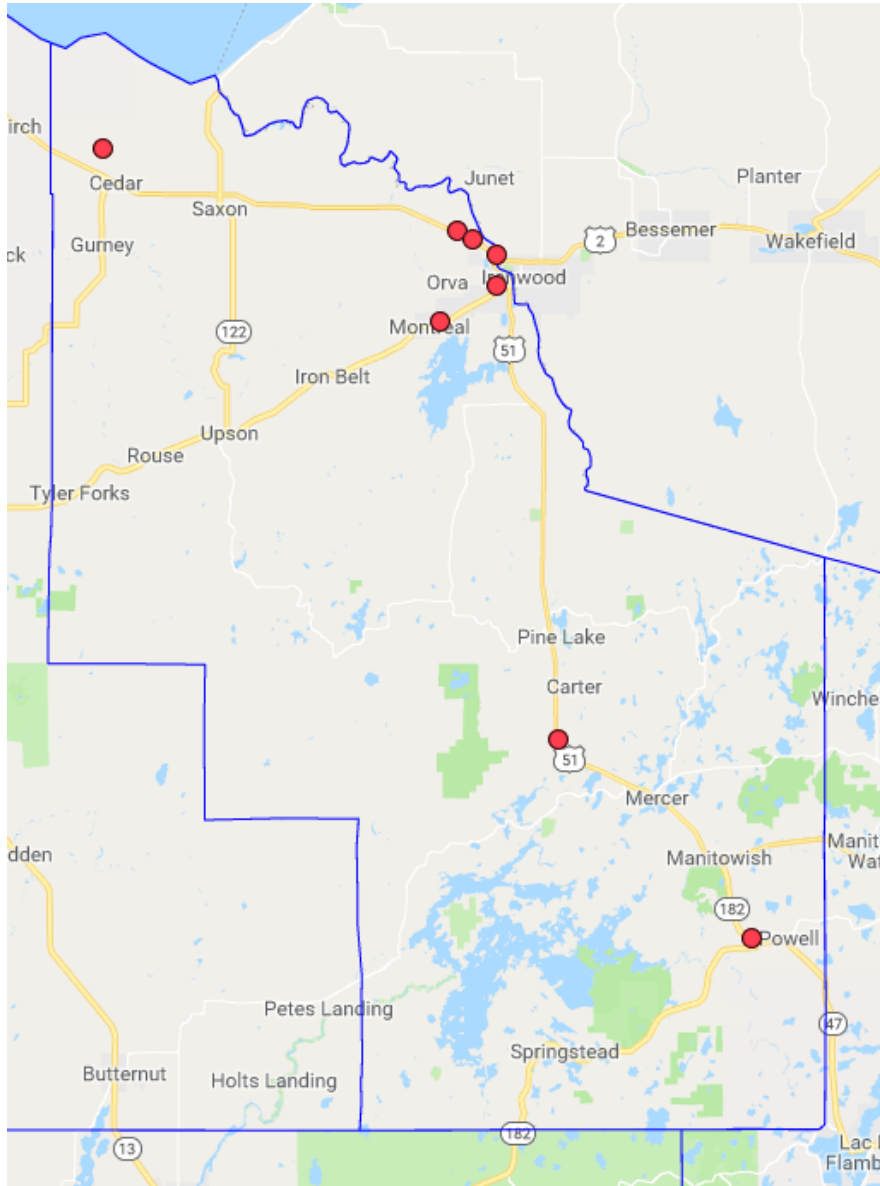 irch
Cedar
Junet
Planter
Saxon
Bessemer
2
Wakefield
Gurney
ck
Orva
Ironwood
122
Montreal
51
Iron Belt
Upson
Rouse
Tyler Forks
Pine Lake
Carter
Winche
51
Mercer
dden
Manitowish
Manito
Wat
182
Powell
Petes Landing
47
Springstead
Butternut
Holts Landing
182
13
Lac
Flamb